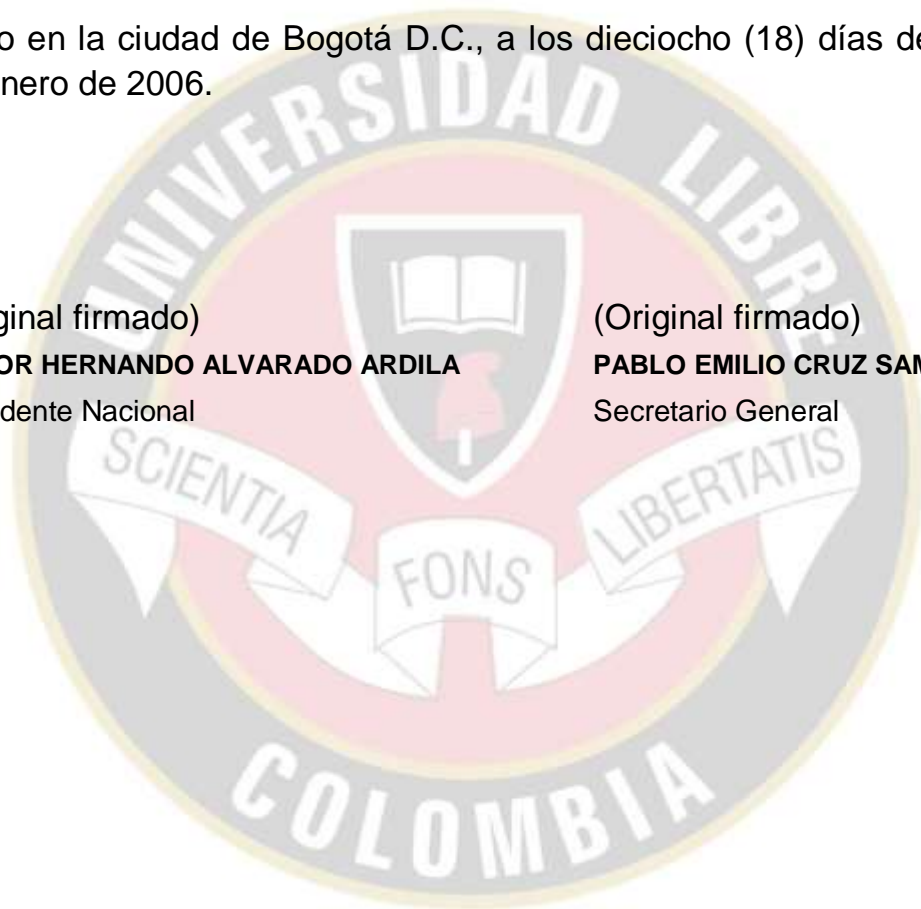 o en la ciudad de Bogotá D.C., a los dieciocho (18) días de
nero de 2006.
UNIVERSIDAD LIBRE
ginal firmado) (Original firmado)
OR HERNANDO ALVARADO ARDILA PABLO EMILIO CRUZ SAM
dente Nacional Secretario General
SCIENTIA FONS LIBERTATIS
COLOMBIA